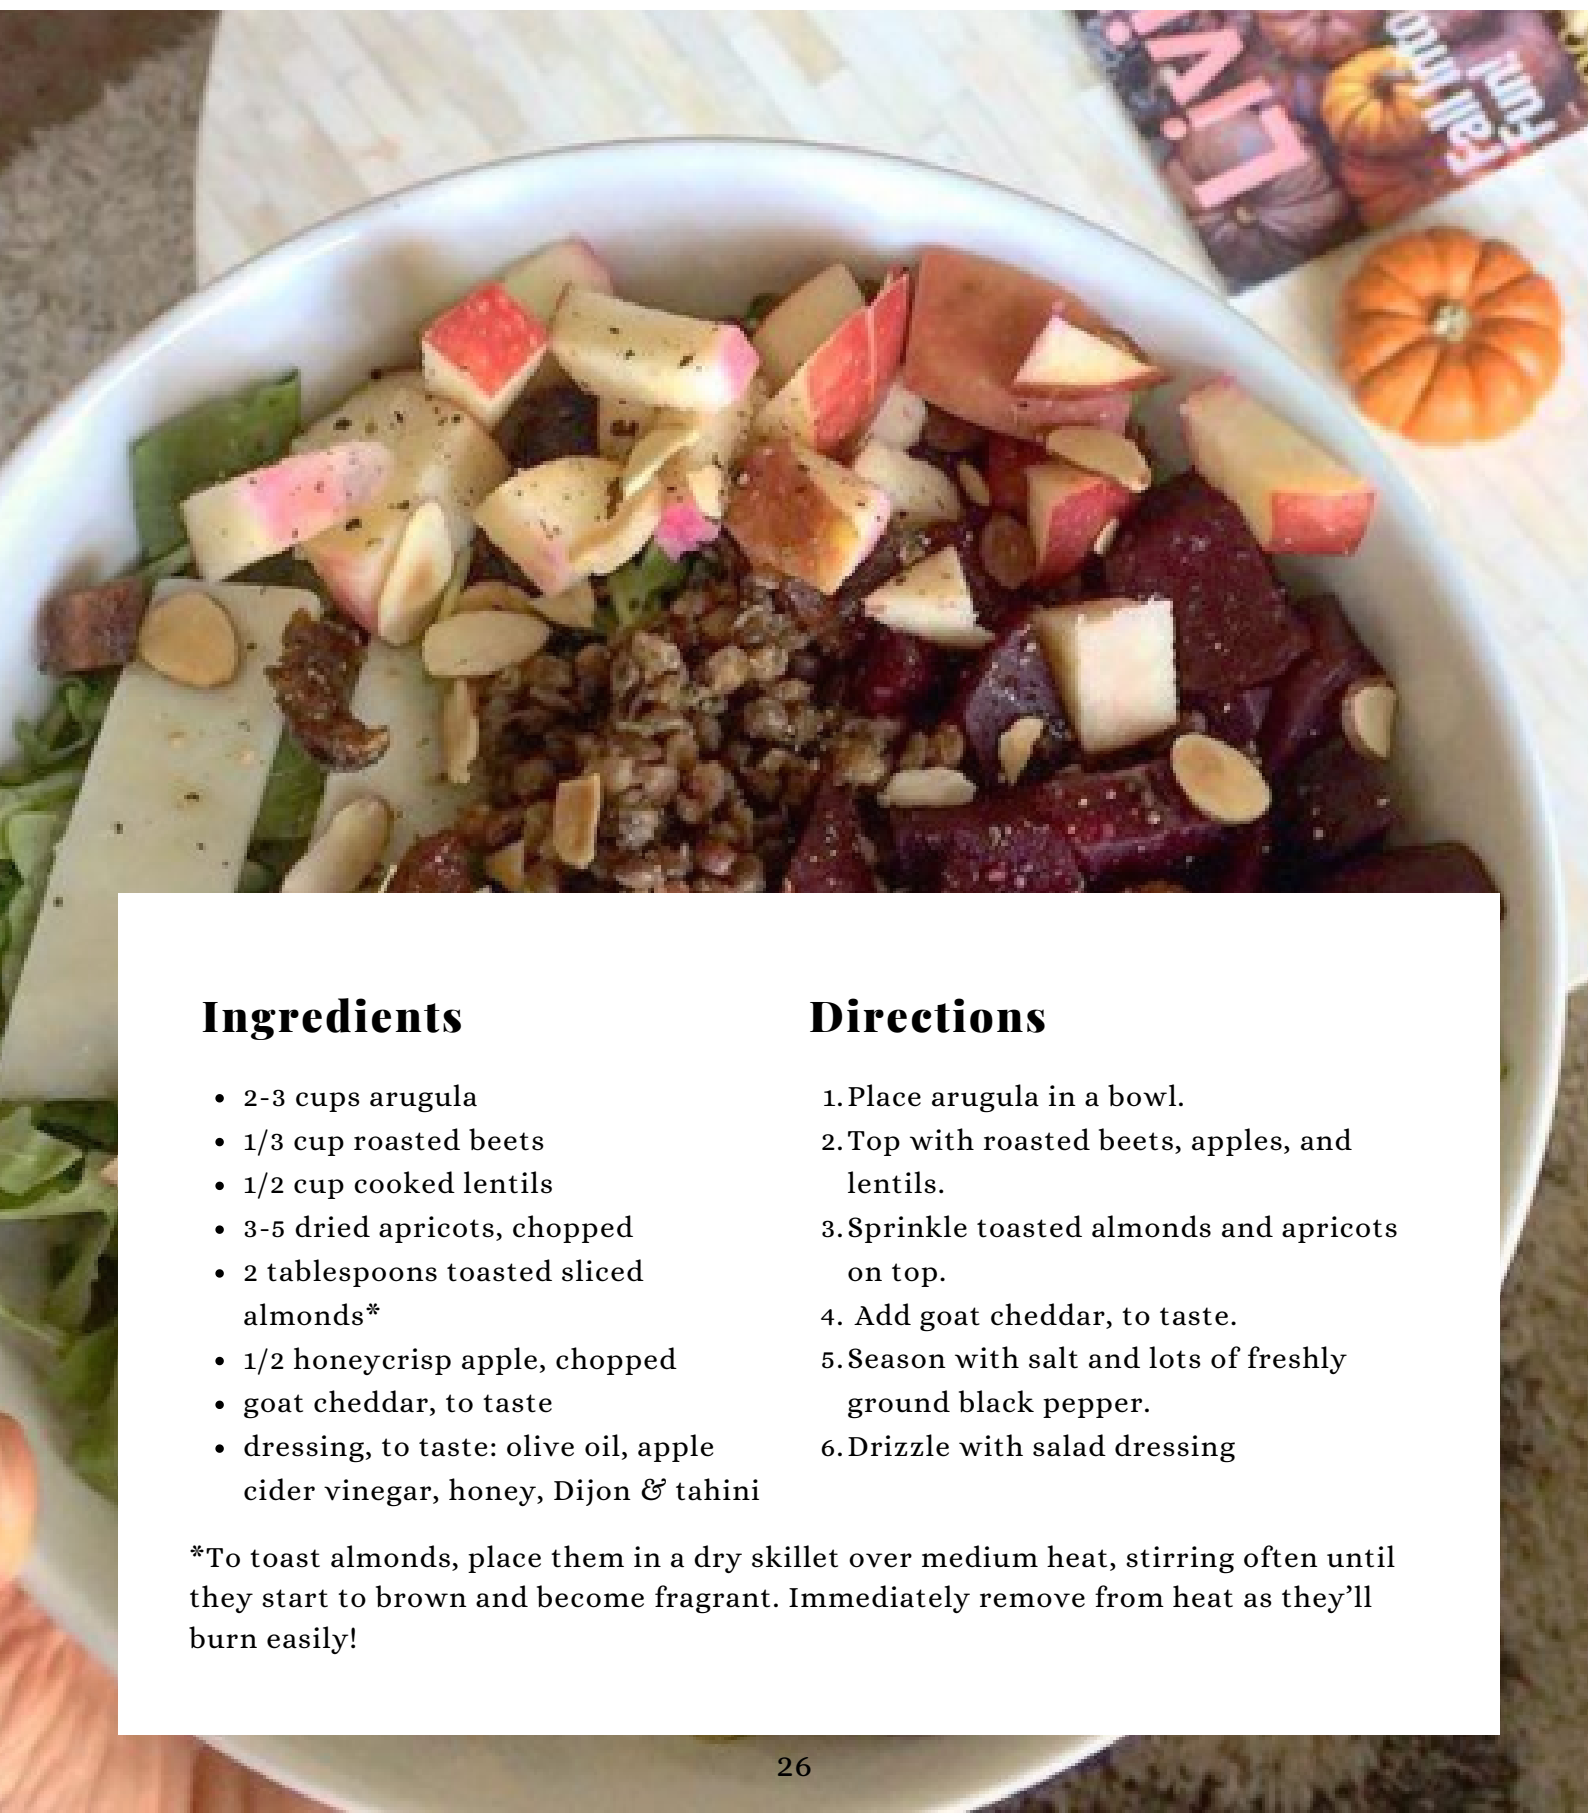 Livi
Fall Into
Fun!
Ingredients
• 2-3 cups arugula
• 1/3 cup roasted beets
• 1/2 cup cooked lentils
• 3-5 dried apricots, chopped
• 2 tablespoons toasted sliced
almonds*
• 1/2 honeycrisp apple, chopped
• goat cheddar, to taste
• dressing, to taste: olive oil, apple
cider vinegar, honey, Dijon & tahini
Directions
1. Place arugula in a bowl.
2. Top with roasted beets, apples, and
lentils.
3. Sprinkle toasted almonds and apricots
on top.
4. Add goat cheddar, to taste.
5. Season with salt and lots of freshly
ground black pepper.
6. Drizzle with salad dressing
*To toast almonds, place them in a dry skillet over medium heat, stirring often until
they start to brown and become fragrant. Immediately remove from heat as they’ll
burn easily!
26